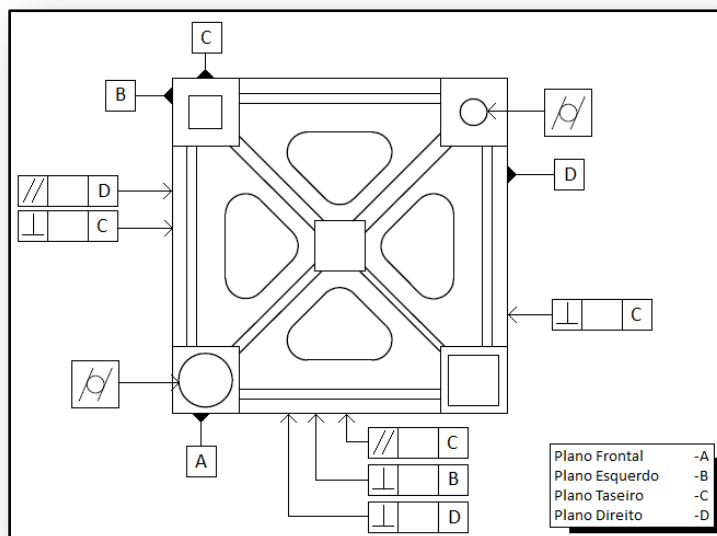 C
B
D
// D
⊥ C
⊥ C
A
// C
⊥ B
⊥ D
Plano Frontal -A
Plano Esquerdo -B
Plano Taseiro -C
Plano Direito -D